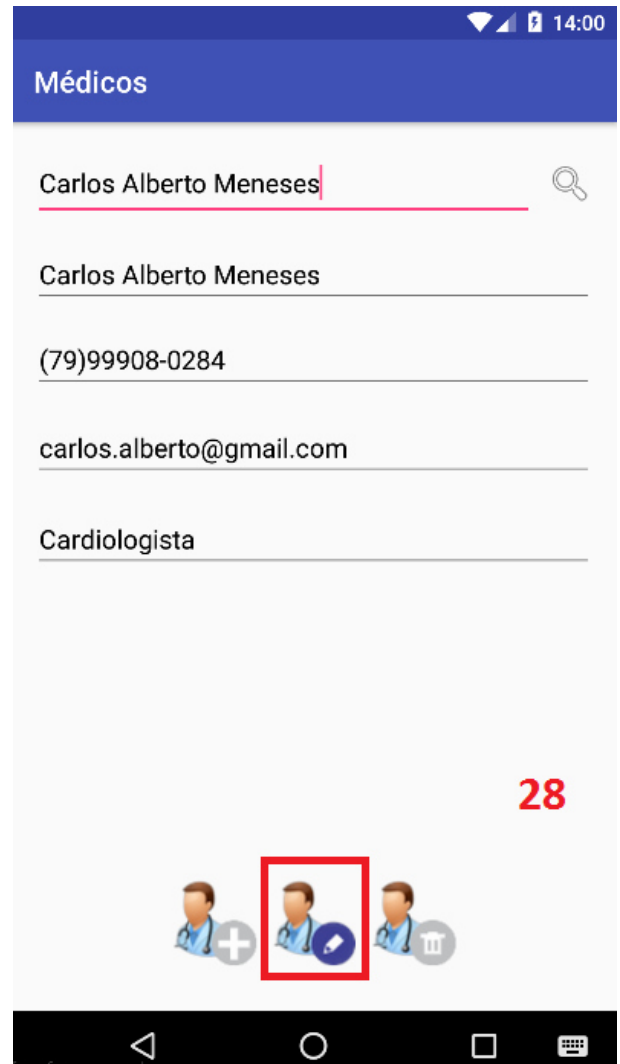 14:00
Médicos
Carlos Alberto Meneses
Carlos Alberto Meneses
(79)99908-0284
carlos.alberto@gmail.com
Cardiologista
28